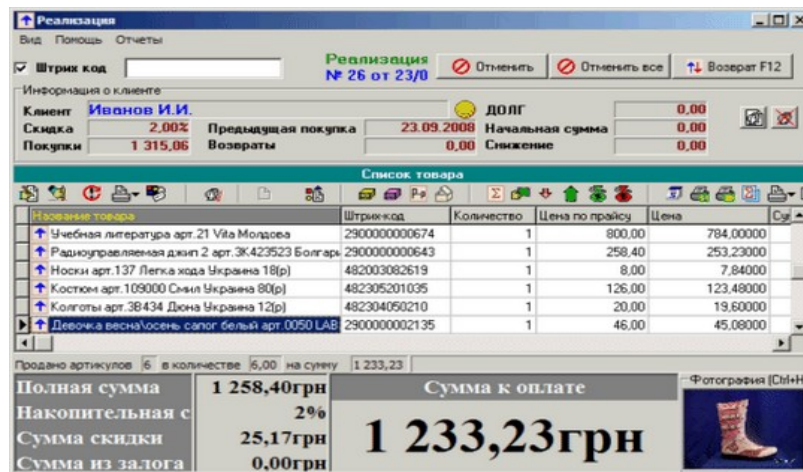 Реализация
Вид Помощь Отчеты
Штрих код
Реализация
№ 26 от 23/0
Отменить
Отменить все
Возврат F12
Информация о клиенте
Клиент Иванов И.И. ДОЛГ 0,00
Скидка 2,00% Предыдущая покупка 23.09.2008 Начальная сумма 0,00
Покупки 1 315,06 Возвраты 0,00 Снижение 0,00
Список товара
Название товара Штрих-код Количество Цена по прайсу Цена Су
Учебная литература арт.21 Vita Молдова 2900000000674 1 800,00 784,00000
Радиоуправляемая джип 2 арт.3K423523 Болгарь 2900000000643 1 258,40 253,23000
Носки арт.137 Легка хода Украина 18(р) 482003082619 1 8,00 7,84000
Костюм арт.109000 Смил Украина 80(р) 482305201035 1 126,00 123,48000
Колготы арт.3В434 Дюна Украина 12(р) 482304050210 1 20,00 19,60000
Девочка весна\осень сапог белый арт.0050 LAB 2900000002135 1 46,00 45,08000
Продано артикулов 6 в количестве 6,00 на сумму 1 233,23
Полная сумма 1 258,40грн Сумма к оплате Фотография (Ctrl+H
Накопительная с 2%
Сумма скидки 25,17грн 1 233,23грн
Сумма из залога 0,00грн